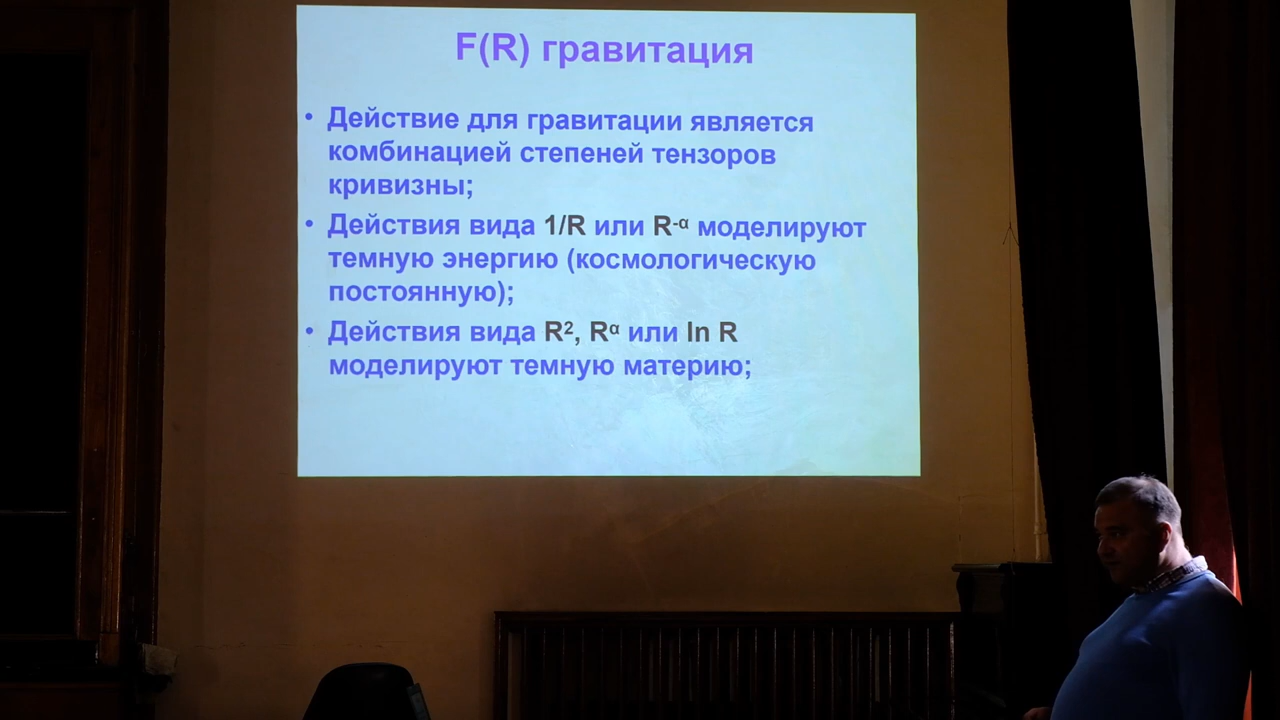 F(R) гравитация
• Действие для гравитации является
комбинацией степеней тензоров
кривизны;
• Действия вида 1/R или R⁻ᵅ моделируют
темную энергию (космологическую
постоянную);
• Действия вида R², Rᵅ или ln R
моделируют темную материю;